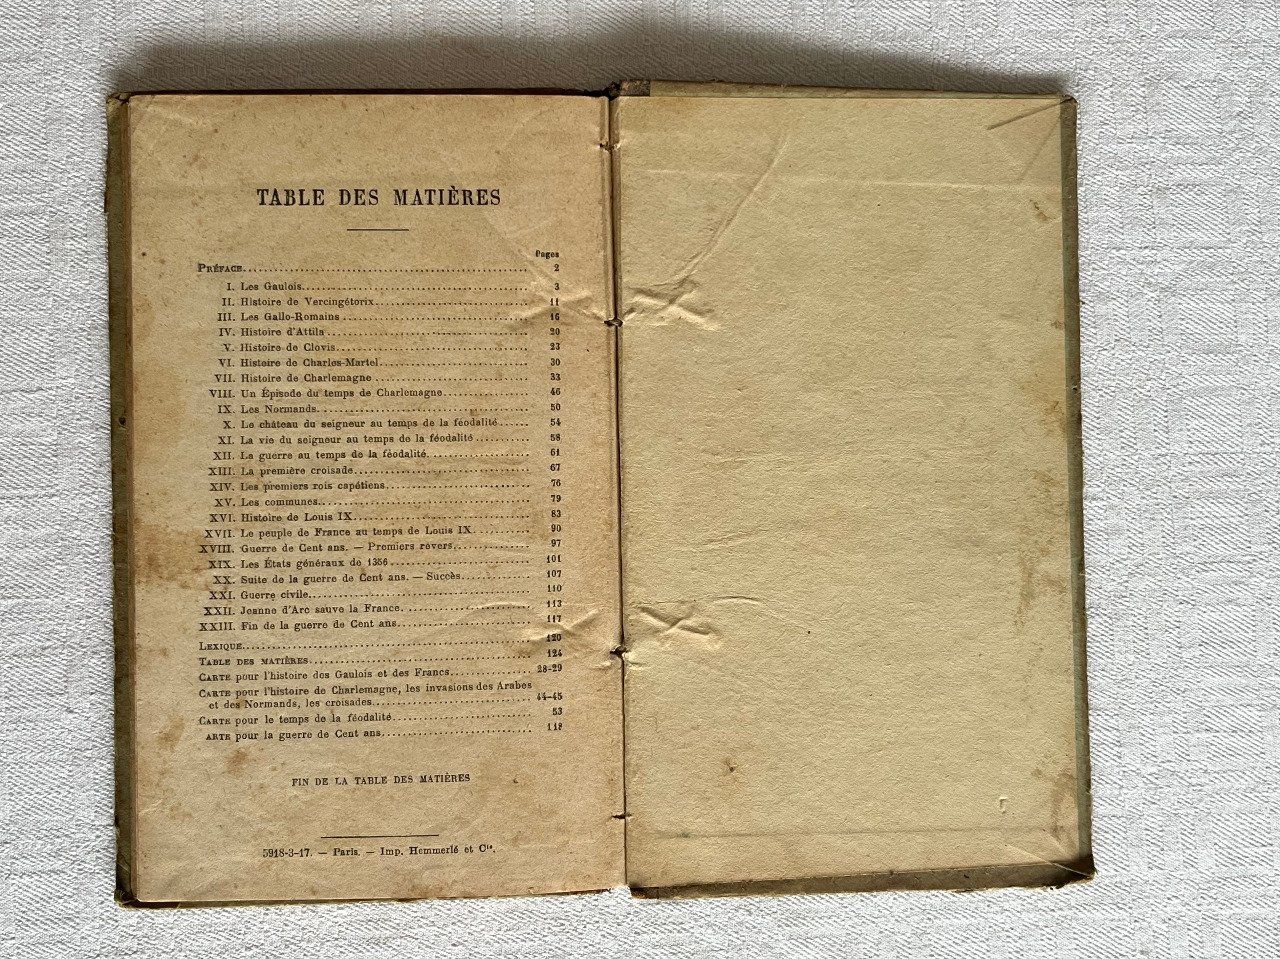 TABLE DES MATIÈRES
Pages
PRÉFACE........ 2
I. Les Gaulois........ 3
II. Histoire de Vercingétorix........ 11
III. Les Gallo-Romains........ 16
IV. Histoire d'Attila........ 20
V. Histoire de Clovis........ 23
VI. Histoire de Charles-Martel........ 30
VII. Histoire de Charlemagne........ 33
VIII. Un Épisode du temps de Charlemagne........ 46
IX. Les Normands........ 50
X. Le château du seigneur au temps de la féodalité........ 54
XI. La vie du seigneur au temps de la féodalité........ 58
XII. La guerre au temps de la féodalité........ 61
XIII. La première croisade........ 67
XIV. Les premiers rois capétiens........ 76
XV. Les communes........ 79
XVI. Histoire de Louis IX........ 83
XVII. Le peuple de France au temps de Louis IX........ 90
XVIII. Guerre de Cent ans. — Premiers revers........ 97
XIX. Les États généraux de 1356........ 101
XX. Suite de la guerre de Cent ans. — Succès........ 107
XXI. Guerre civile........ 110
XXII. Jeanne d'Arc sauve la France........ 113
XXIII. Fin de la guerre de Cent ans........ 117
LEXIQUE........ 120
TABLE DES MATIÈRES........ 124
CARTE pour l'histoire des Gaulois et des Francs........ 28-29
CARTE pour l'histoire de Charlemagne, les invasions des Arabes
et des Normands, les croisades........ 44-45
CARTE pour le temps de la féodalité........ 53
ARTE pour la guerre de Cent ans........ 118
FIN DE LA TABLE DES MATIÈRES
5918-3-17. — Paris. — Imp. Hemmerlé et Cie.